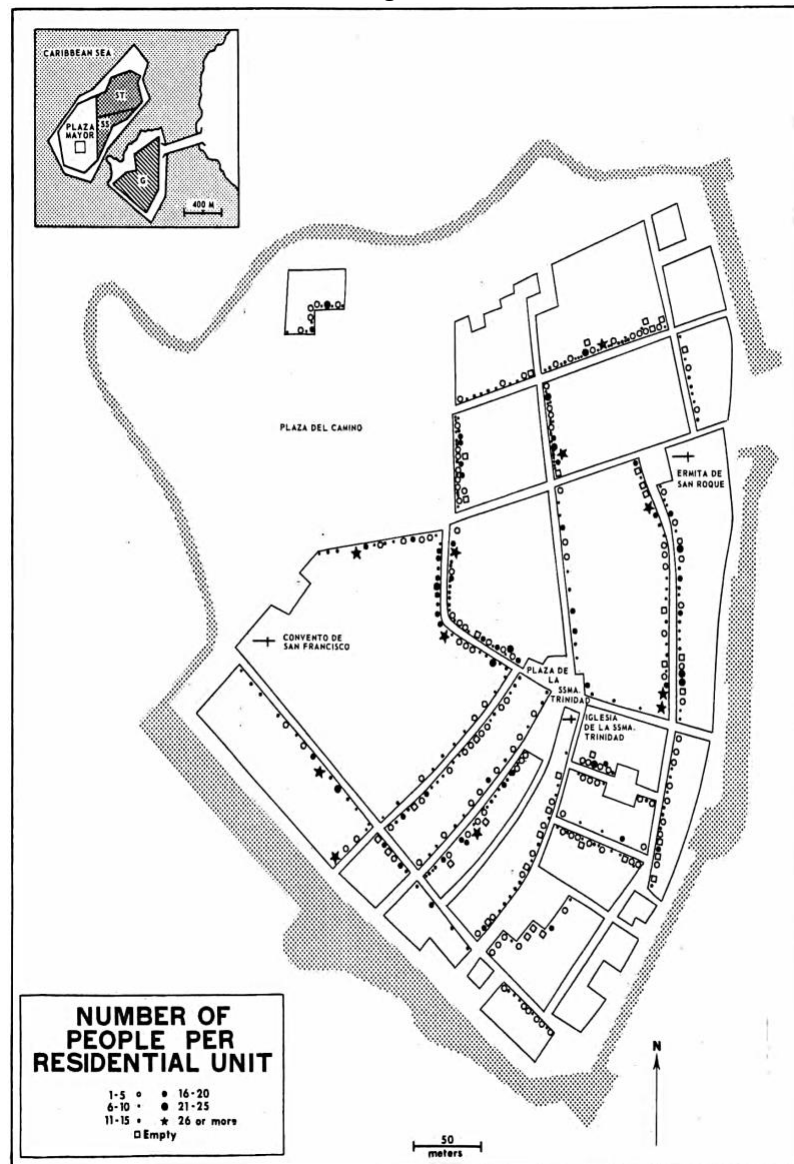 CARIBBEAN SEA
ST
SS
PLAZA
MAYOR
G
400 M
PLAZA DEL CAMINO
ERMITA DE
SAN ROQUE
CONVENTO DE
SAN FRANCISCO
PLAZA DE
LA
SSMA.
TRINIDAD
IGLESIA
DE LA SSMA.
TRINIDAD
NUMBER OF
PEOPLE PER
RESIDENTIAL UNIT
1-5 16-20
6-10 21-25
11-15 26 or more
Empty
N
50
meters